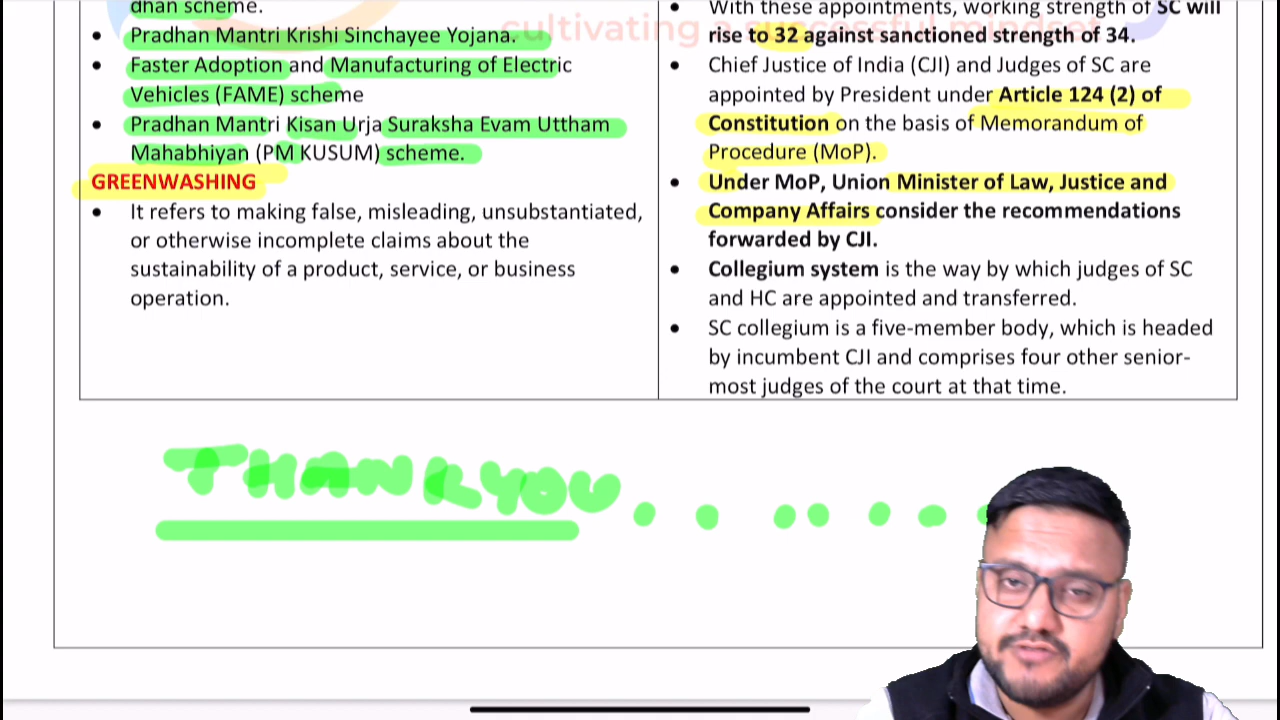 dhan scheme.
• Pradhan Mantri Krishi Sinchayee Yojana.
• Faster Adoption and Manufacturing of Electric
Vehicles (FAME) scheme
• Pradhan Mantri Kisan Urja Suraksha Evam Uttham
Mahabhiyan (PM KUSUM) scheme.
GREENWASHING
• It refers to making false, misleading, unsubstantiated,
or otherwise incomplete claims about the
sustainability of a product, service, or business
operation.
cultivating a successful mindset
• With these appointments, working strength of SC will
rise to 32 against sanctioned strength of 34.
• Chief Justice of India (CJI) and Judges of SC are
appointed by President under Article 124 (2) of
Constitution on the basis of Memorandum of
Procedure (MoP).
• Under MoP, Union Minister of Law, Justice and
Company Affairs consider the recommendations
forwarded by CJI.
• Collegium system is the way by which judges of SC
and HC are appointed and transferred.
• SC collegium is a five-member body, which is headed
by incumbent CJI and comprises four other senior-
most judges of the court at that time.
THANK YOU . . . . . . .